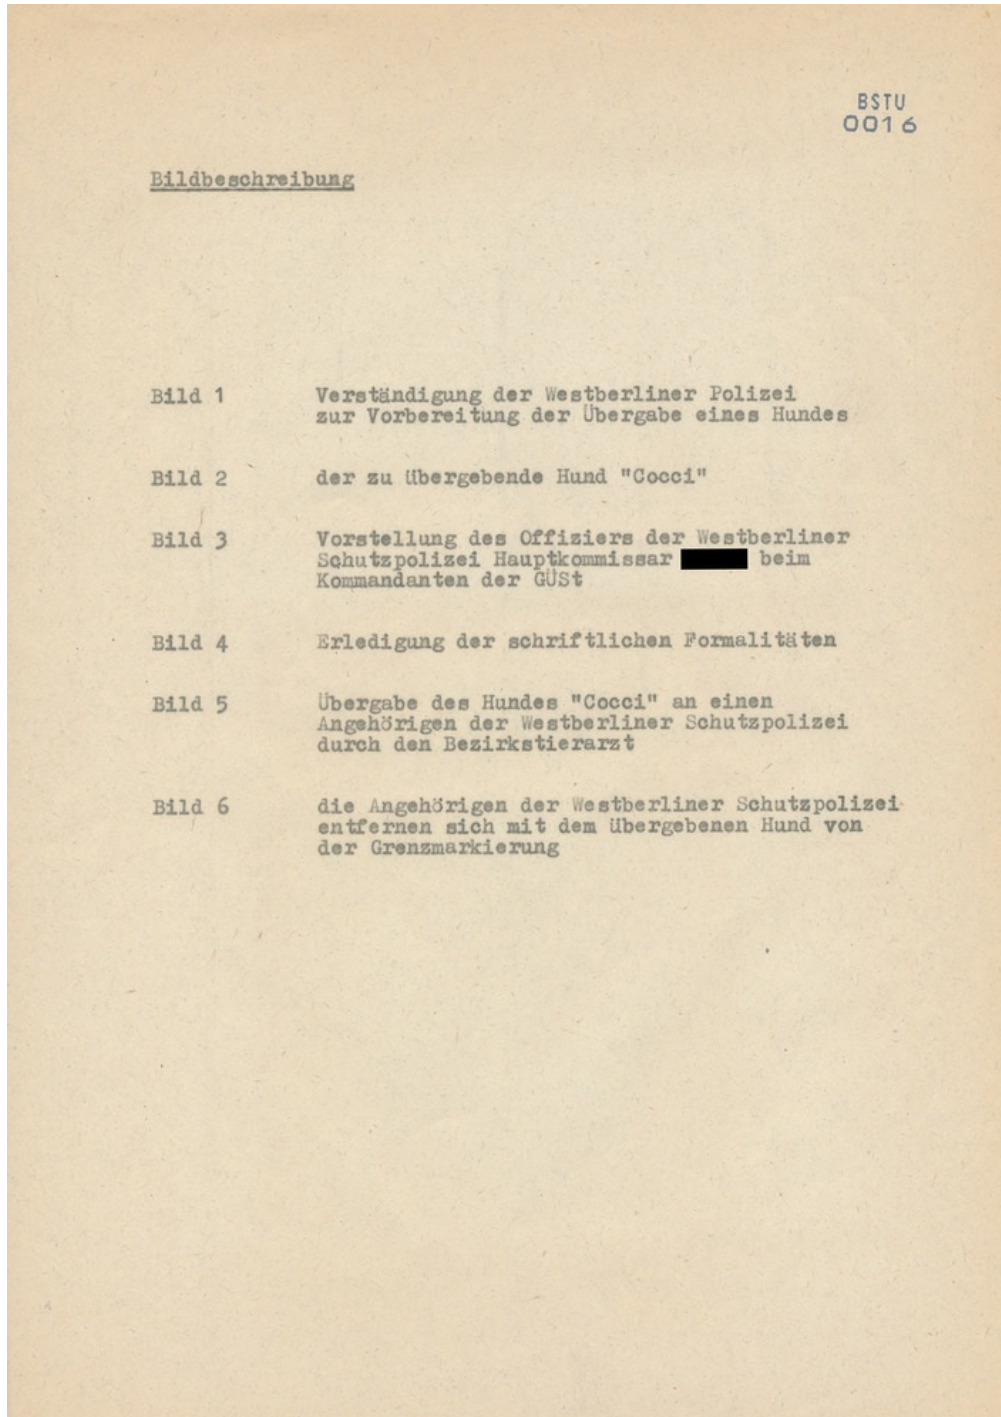 BSTU
0016
Bildbeschreibung
Bild 1 Verständigung der Westberliner Polizei
zur Vorbereitung der Übergabe eines Hundes
Bild 2 der zu übergebende Hund "Cocci"
Bild 3 Vorstellung des Offiziers der Westberliner
Schutzpolizei Hauptkommissar beim
Kommandanten der GÜSt
Bild 4 Erledigung der schriftlichen Formalitäten
Bild 5 Übergabe des Hundes "Cocci" an einen
Angehörigen der Westberliner Schutzpolizei
durch den Bezirkstierarzt
Bild 6 die Angehörigen der Westberliner Schutzpolizei
entfernen sich mit dem übergebenen Hund von
der Grenzmarkierung